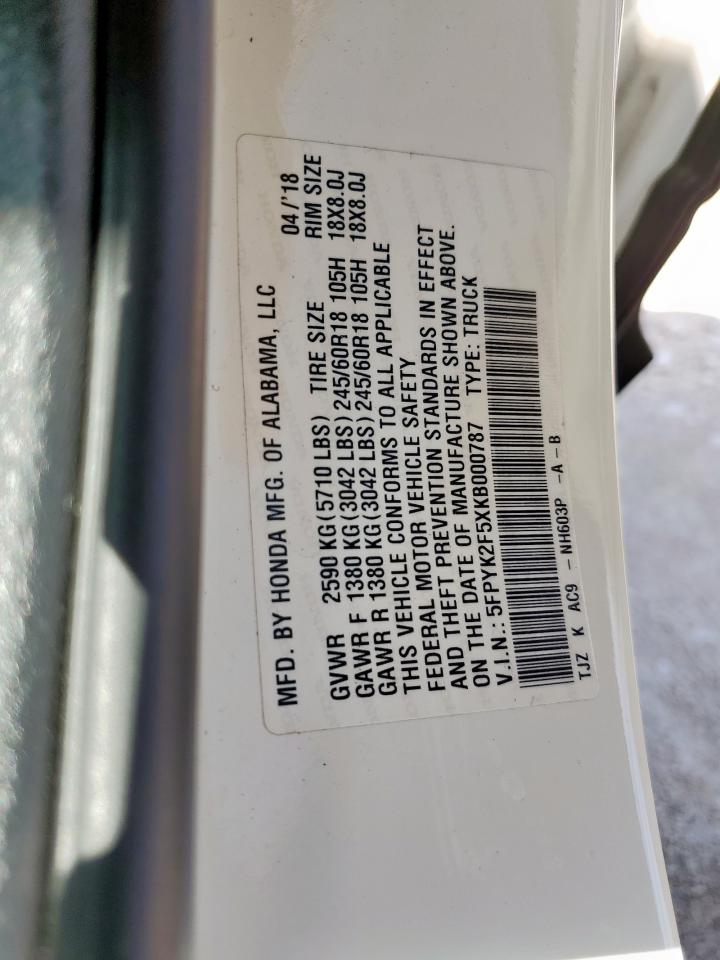 MFD. BY HONDA MFG. OF ALABAMA, LLC 04/'18
GVWR 2590 KG(5710 LBS) TIRE SIZE RIM SIZE
GAWR F 1380 KG(3042 LBS) 245/60R18 105H 18X8.0J
GAWR R 1380 KG(3042 LBS) 245/60R18 105H 18X8.0J
THIS VEHICLE CONFORMS TO ALL APPLICABLE
FEDERAL MOTOR VEHICLE SAFETY
AND THEFT PREVENTION STANDARDS IN EFFECT
ON THE DATE OF MANUFACTURE SHOWN ABOVE.
V.I.N.: 5FPYK2F5XKB000787 TYPE: TRUCK
TJZ K AC9 - NH603P -A-B